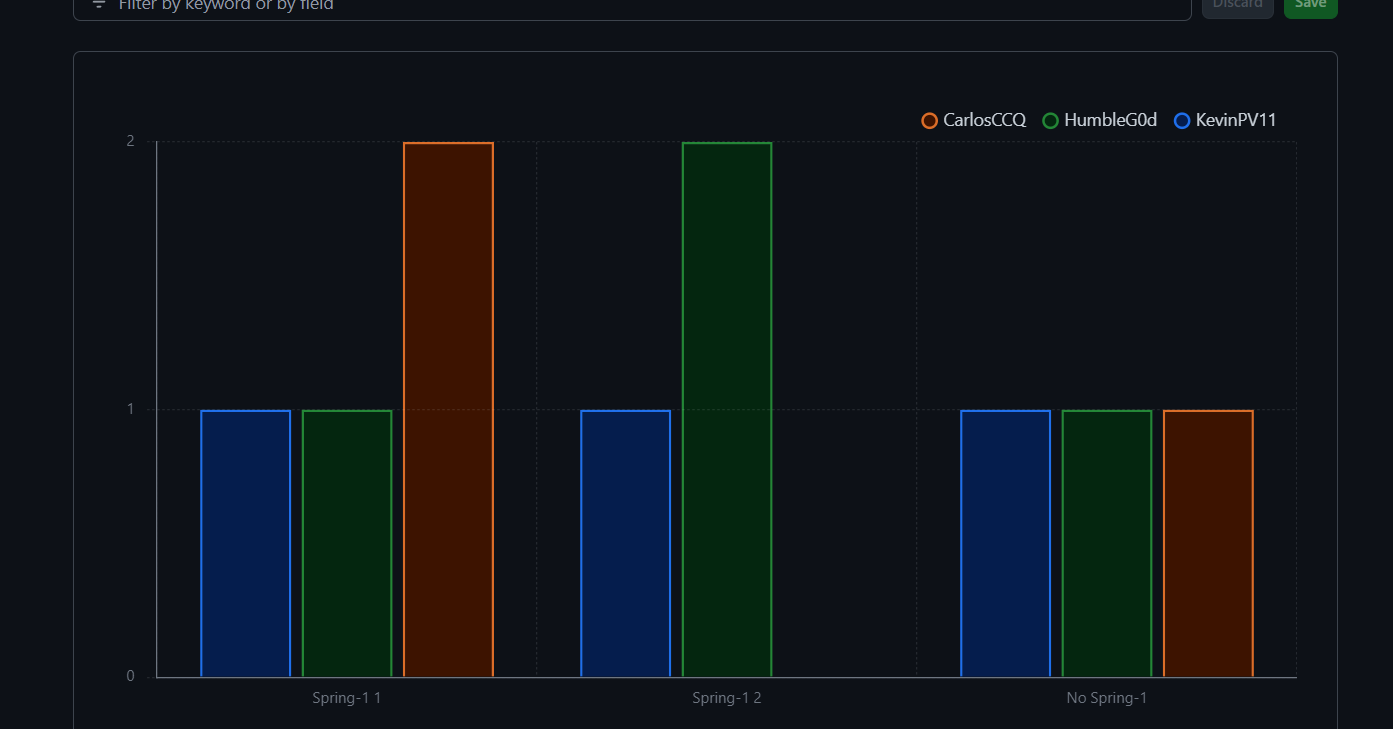 Filter by keyword or by field
Discard
Save
CarlosCCQ HumbleG0d KevinPV11
2
1
0
Spring-1 1 Spring-1 2 No Spring-1